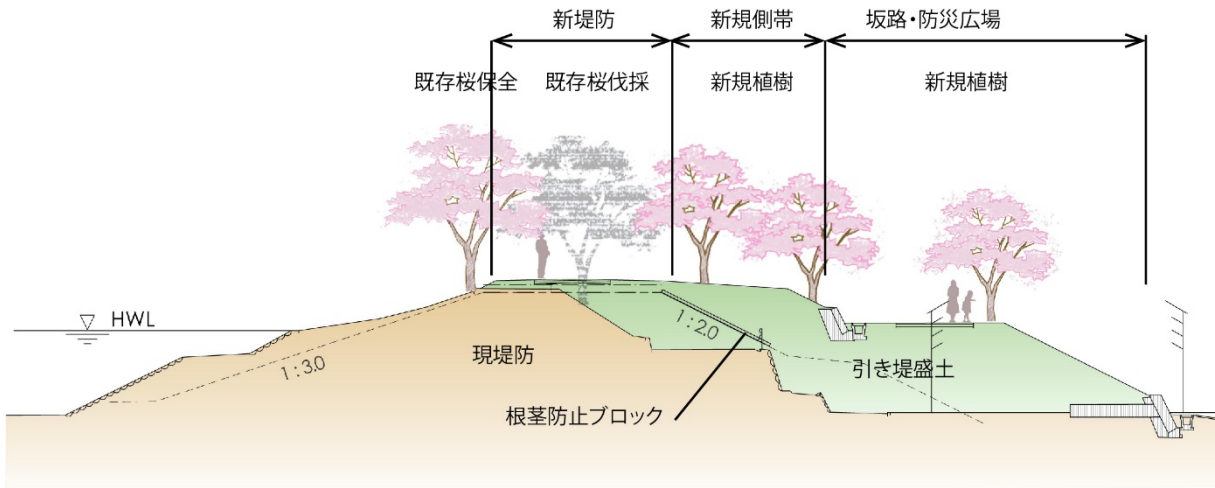 新堤防
新規側帯
坂路・防災広場
既存桜保全
既存桜伐採
新規植樹
新規植樹
HWL
1:3.0
現堤防
1:2.0
引き堤盛土
根茎防止ブロック